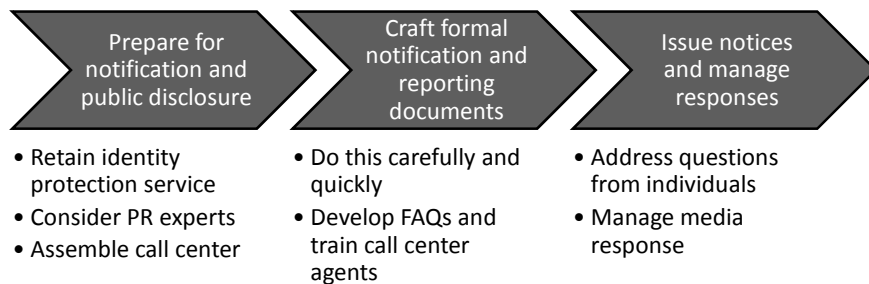 Prepare for
notification and
public disclosure
• Retain identity
protection service
• Consider PR experts
• Assemble call center
Craft formal
notification and
reporting
documents
• Do this carefully and
quickly
• Develop FAQs and
train call center
agents
Issue notices
and manage
responses
• Address questions
from individuals
• Manage media
response